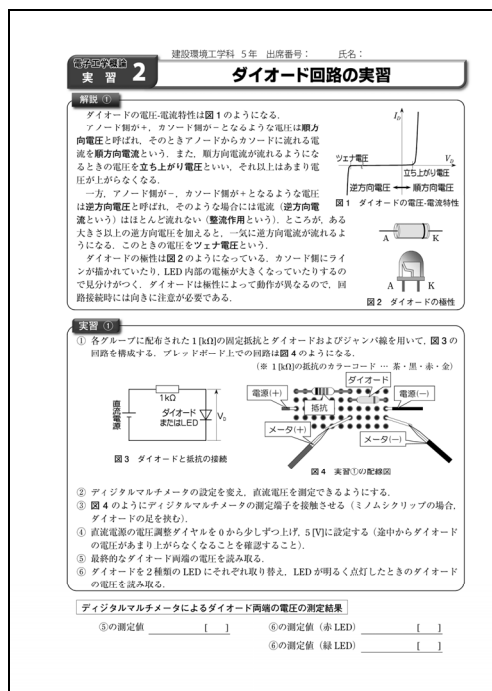 建設環境工学科 5年 出席番号： 氏名：
電子工学概論
実習 2
ダイオード回路の実習
解説 ①
ダイオードの電圧-電流特性は図1のようになる．
アノード側が＋，カソード側が－となるような電圧は順方
向電圧と呼ばれ，そのときアノードからカソードに流れる電
流を順方向電流という．また，順方向電流が流れるようにな
るときの電圧を立ち上がり電圧といい，それ以上はあまり電
圧が上がらなくなる．
一方，アノード側が－，カソード側が＋となるような電圧
は逆方向電圧と呼ばれ，そのような場合には電流（逆方向電
流という）はほとんど流れない（整流作用という）．ところが，ある
大きさ以上の逆方向電圧を加えると，一気に逆方向電流が流れるよ
うになる．このときの電圧をツェナ電圧という．
ダイオードの極性は図2のようになっている．カソード側にライ
ンが描かれていたり，LED内部の電極が大きくなっていたりするの
で見分けがつく．ダイオードは極性によって動作が異なるので，回
路接続時には向きに注意が必要である．
I_D
ツェナ電圧
V_D
立ち上がり電圧
逆方向電圧 順方向電圧
図1 ダイオードの電圧-電流特性
A K
A K
図2 ダイオードの極性
実習 ①
① 各グループに配布された1[kΩ]の固定抵抗とダイオードおよびジャンパ線を用いて，図3の
回路を構成する．ブレッドボード上での回路は図4のようになる．
（※ 1[kΩ]の抵抗のカラーコード … 茶・黒・赤・金）
1kΩ
直流電源
ダイオード
またはLED
V_D
図3 ダイオードと抵抗の接続
ダイオード
電源(＋)
抵抗
電源(－)
メータ(＋)
メータ(－)
図4 実習①の配線図
② ディジタルマルチメータの設定を変え，直流電圧を測定できるようにする．
③ 図4のようにディジタルマルチメータの測定端子を接触させる（ミノムシクリップの場合，
ダイオードの足を挟む）．
④ 直流電源の電圧調整ダイヤルを0から少しずつ上げ，5[V]に設定する（途中からダイオード
の電圧があまり上がらなくなることを確認すること）．
⑤ 最終的なダイオード両端の電圧を読み取る．
⑥ ダイオードを2種類のLEDにそれぞれ取り替え，LEDが明るく点灯したときのダイオード
の電圧を読み取る．
ディジタルマルチメータによるダイオード両端の電圧の測定結果
⑤の測定値 [ ] ⑥の測定値（赤LED） [ ]
⑥の測定値（緑LED） [ ]